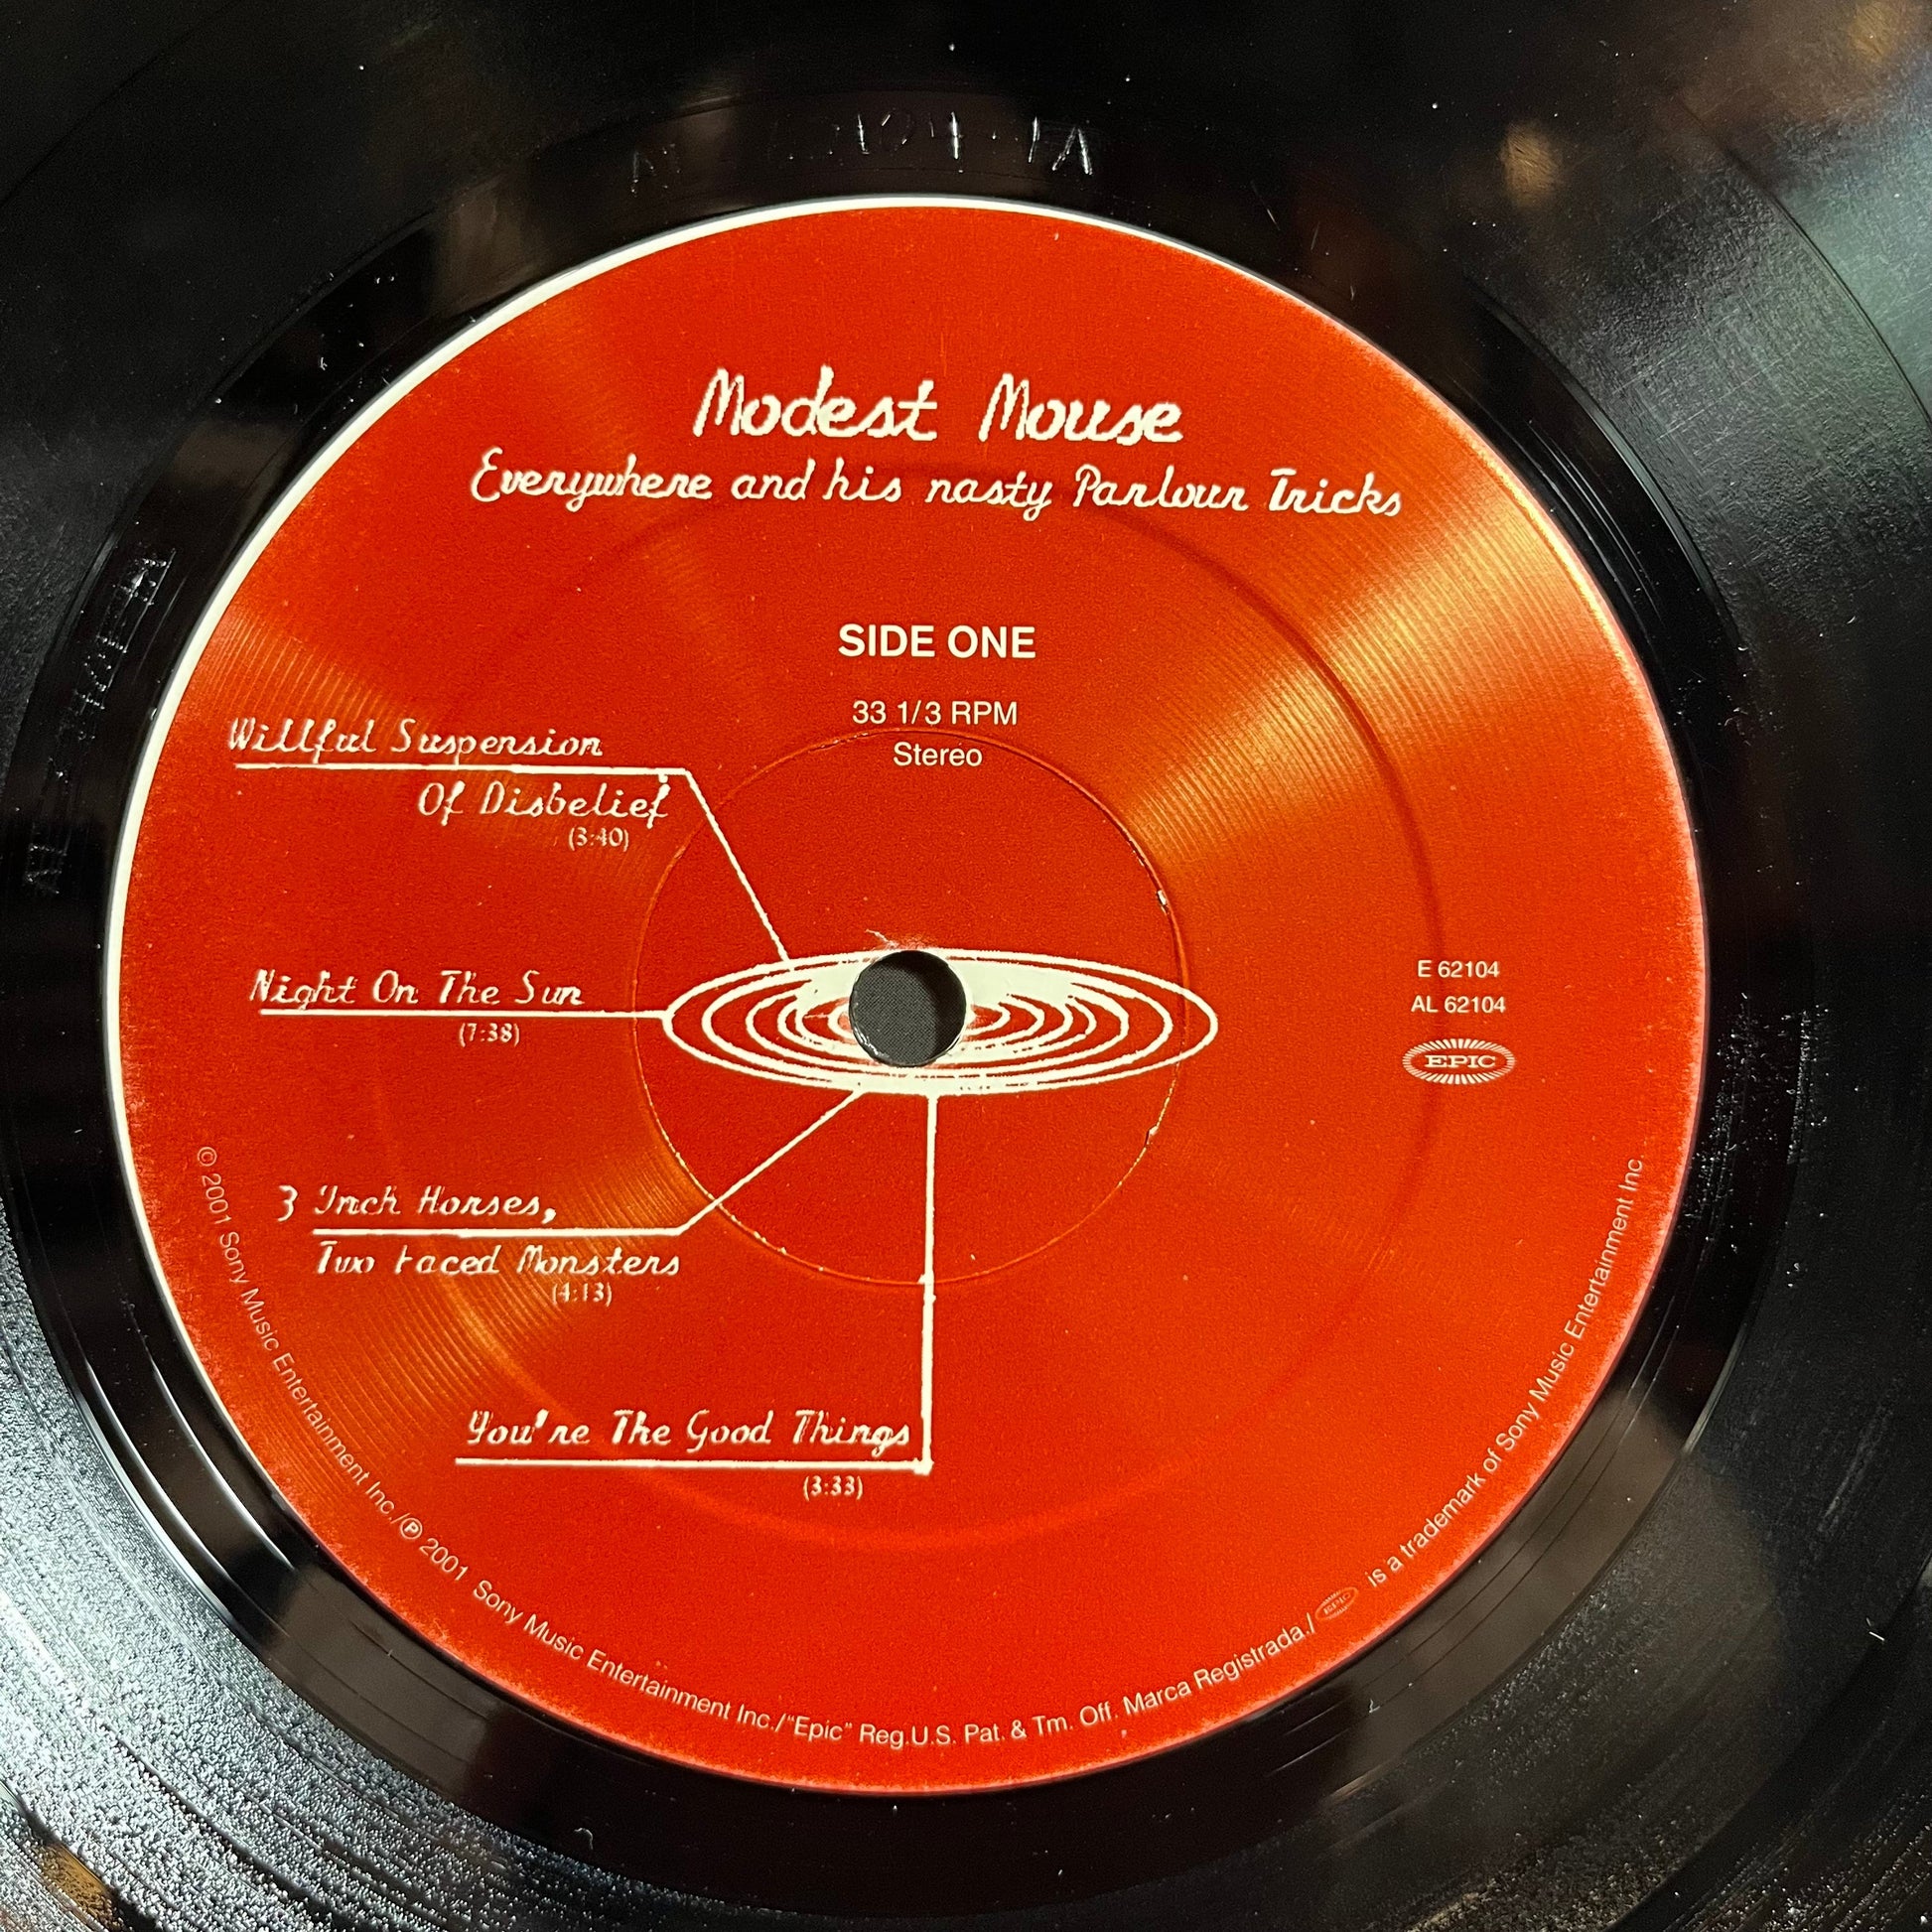 Modest Mouse
Everywhere and his nasty Parlour Tricks
SIDE ONE
33 1/3 RPM
Stereo
Willful Suspension
Of Disbelief
(3:40)
Night On The Sun
(7:38)
E 62104
AL 62104
EPIC
3 Inch Horses,
Two Faced Monsters
(4:13)
You're The Good Things
(3:33)
© 2001 Sony Music Entertainment Inc./℗ 2001 Sony Music Entertainment Inc./“Epic” Reg.U.S. Pat. & Tm. Off. Marca Registrada./ EPIC is a trademark of Sony Music Entertainment Inc.